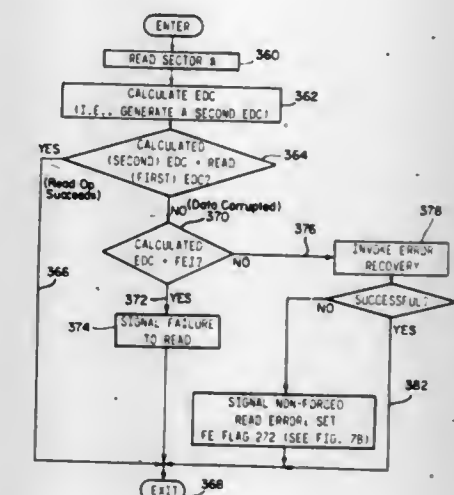 ENTER
READ SECTOR A
360
CALCULATE EDC
(I.E., GENERATE A SECOND EDC)
362
YES
CALCULATED
(SECOND) EDC = READ
(FIRST) EDC?
364
(Read Op
Succeeds)
NO (Data Corrupted)
370
376
378
CALCULATED
EDC = FEI?
NO
INVOKE ERROR
RECOVERY
366
372
YES
SUCCESSFUL?
NO
YES
374
SIGNAL FAILURE
TO READ
382
SIGNAL NON-FORCED
READ ERROR, SET
FE FLAG 272 (SEE FIG. 7B)
EXIT
368